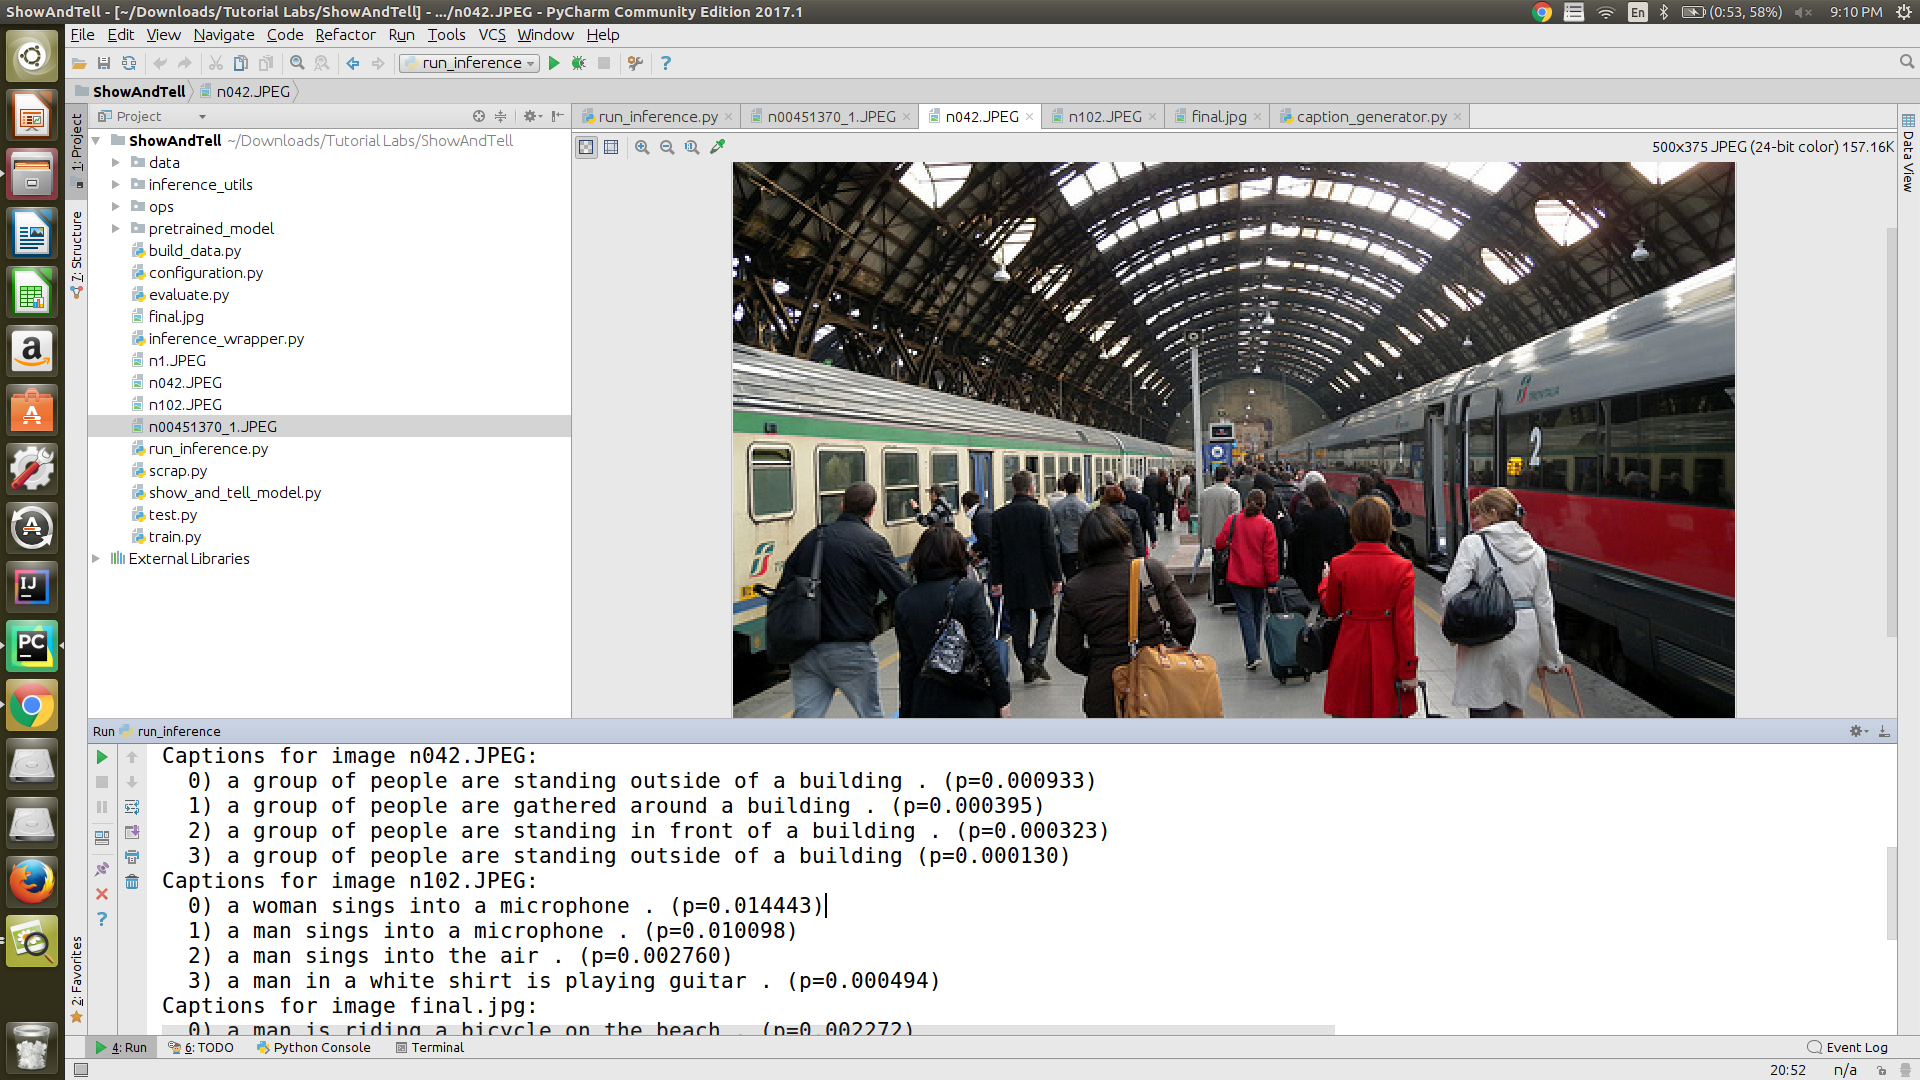 ShowAndTell - [~/Downloads/Tutorial Labs/ShowAndTell] - .../n042.JPEG - PyCharm Community Edition 2017.1
En
(0:53, 58%)
9:10 PM
File Edit View Navigate Code Refactor Run Tools VCS Window Help
run_inference
ShowAndTell n042.JPEG
Project
run_inference.py n00451370_1.JPEG n042.JPEG n102.JPEG final.jpg caption_generator.py
500x375 JPEG (24-bit color) 157.16K
1: Project
7: Structure
2: Favorites
Data View
ShowAndTell ~/Downloads/Tutorial Labs/ShowAndTell
data
inference_utils
ops
pretrained_model
build_data.py
configuration.py
evaluate.py
final.jpg
inference_wrapper.py
n1.JPEG
n042.JPEG
n102.JPEG
n00451370_1.JPEG
run_inference.py
scrap.py
show_and_tell_model.py
test.py
train.py
External Libraries
2
IJ
PC
Run run_inference
Captions for image n042.JPEG:
0) a group of people are standing outside of a building . (p=0.000933)
1) a group of people are gathered around a building . (p=0.000395)
2) a group of people are standing in front of a building . (p=0.000323)
3) a group of people are standing outside of a building (p=0.000130)
Captions for image n102.JPEG:
0) a woman sings into a microphone . (p=0.014443)
1) a man sings into a microphone . (p=0.010098)
2) a man sings into the air . (p=0.002760)
3) a man in a white shirt is playing guitar . (p=0.000494)
Captions for image final.jpg:
0) a man is riding a bicycle on the beach . (p=0.002272)
4: Run 6: TODO Python Console Terminal
Event Log
20:52 n/a